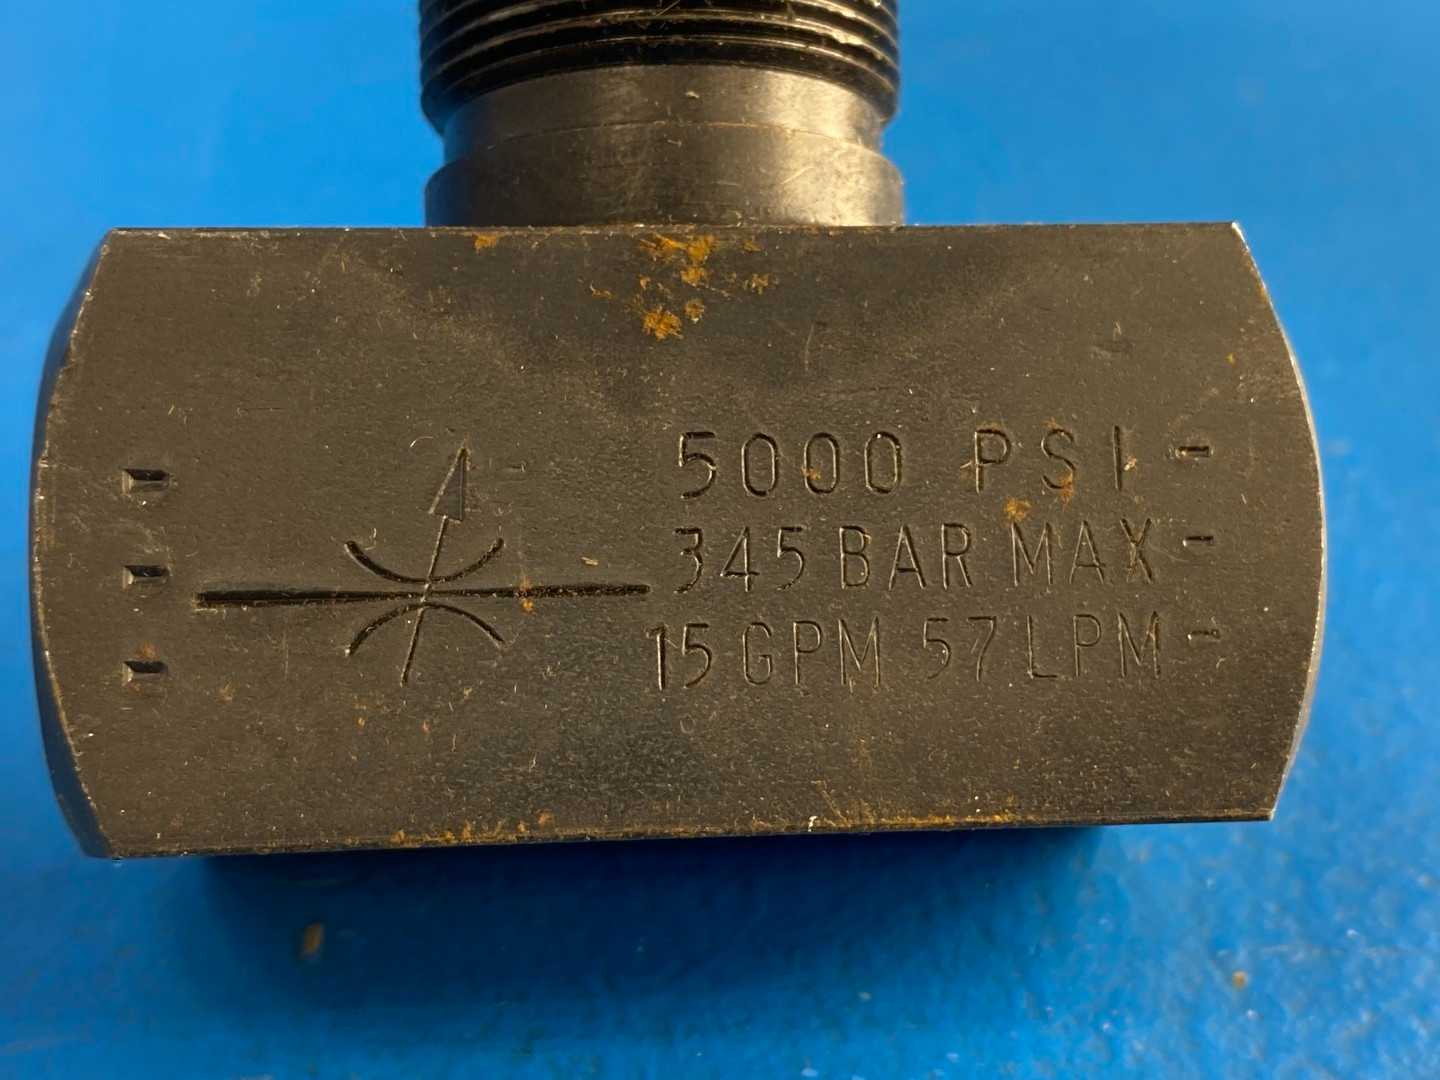 5000 PSI -
345 BAR MAX -
15 GPM 57 LPM -